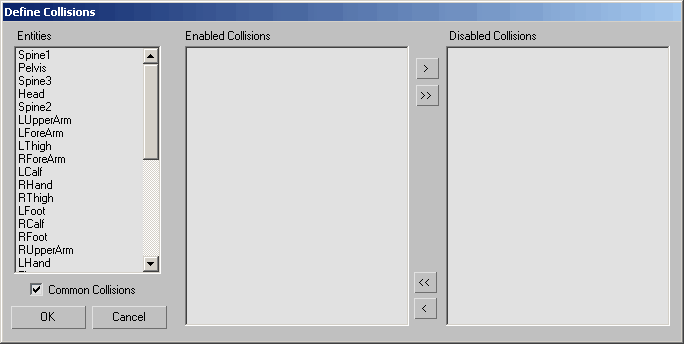 Define Collisions
Entities
Enabled Collisions
Disabled Collisions
Spine1
Pelvis
Spine3
Head
Spine2
LUpperArm
LForeArm
LThigh
RForeArm
LCalf
RHand
RThigh
LFoot
RCalf
RFoot
RUpperArm
LHand
>
>>
<<
<
Common Collisions
OK
Cancel